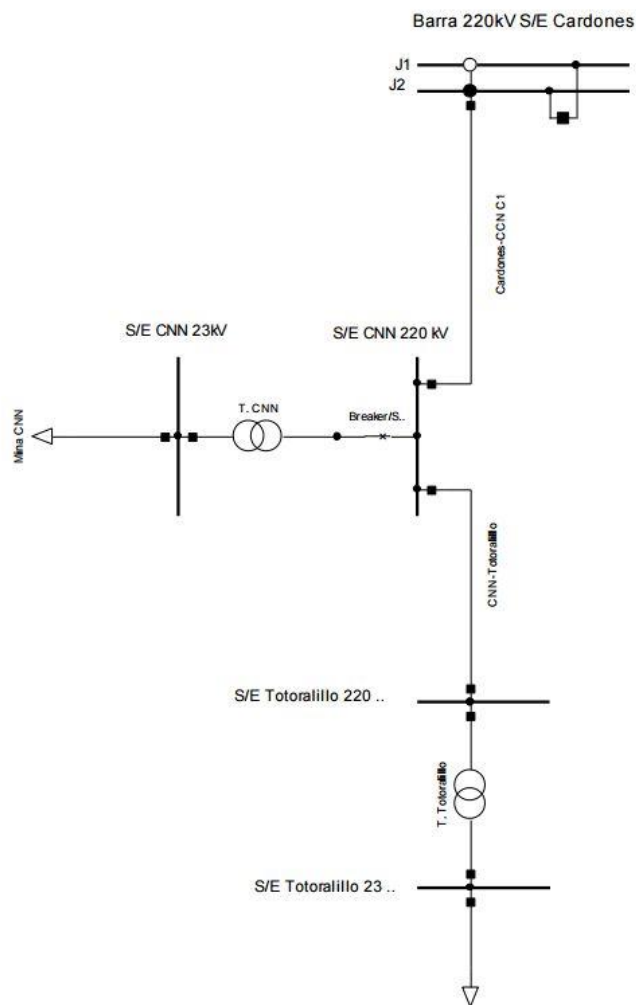 Barra 220kV S/E Cardones
J1
J2
Cardones-CCN C1
S/E CNN 23kV
S/E CNN 220 kV
T. CNN
Breaker/S..
Mina CNN
CNN-Totoralillo
S/E Totoralillo 220 ..
T. Totoralillo
S/E Totoralillo 23 ..